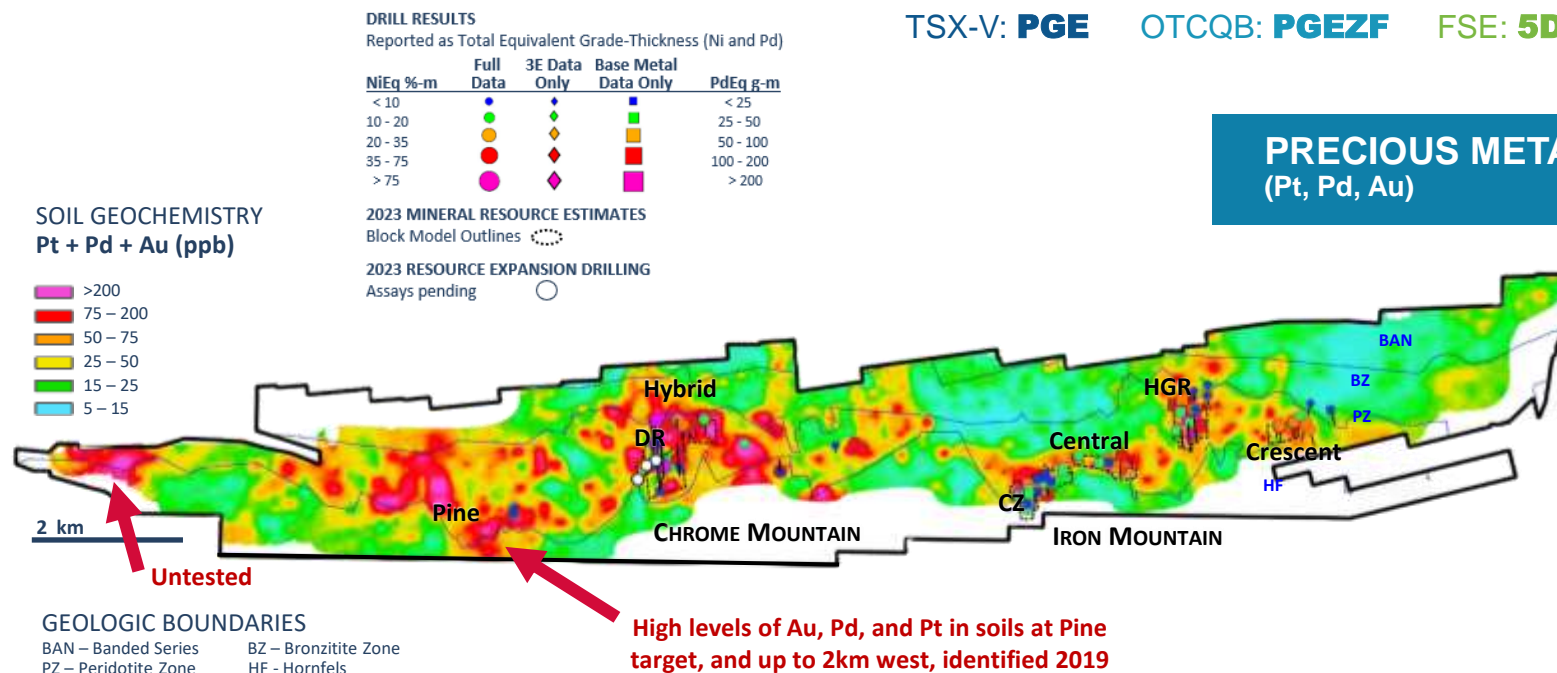 DRILL RESULTS
Reported as Total Equivalent Grade-Thickness (Ni and Pd)
NiEq %-m Full Data 3E Data Only Base Metal Data Only PdEq g-m
< 10 < 25
10 - 20 25 - 50
20 - 35 50 - 100
35 - 75 100 - 200
> 75 > 200
2023 MINERAL RESOURCE ESTIMATES
Block Model Outlines
2023 RESOURCE EXPANSION DRILLING
Assays pending
TSX-V: PGE OTCQB: PGEZF FSE: 5D
PRECIOUS META
(Pt, Pd, Au)
SOIL GEOCHEMISTRY
Pt + Pd + Au (ppb)
>200
75 – 200
50 – 75
25 – 50
15 – 25
5 – 15
BAN
BZ
PZ
HF
Hybrid
DR
Pine
HGR
Central
Crescent
CZ
CHROME MOUNTAIN
IRON MOUNTAIN
2 km
Untested
High levels of Au, Pd, and Pt in soils at Pine
target, and up to 2km west, identified 2019
GEOLOGIC BOUNDARIES
BAN – Banded Series BZ – Bronzitite Zone
PZ – Peridotite Zone HF - Hornfels